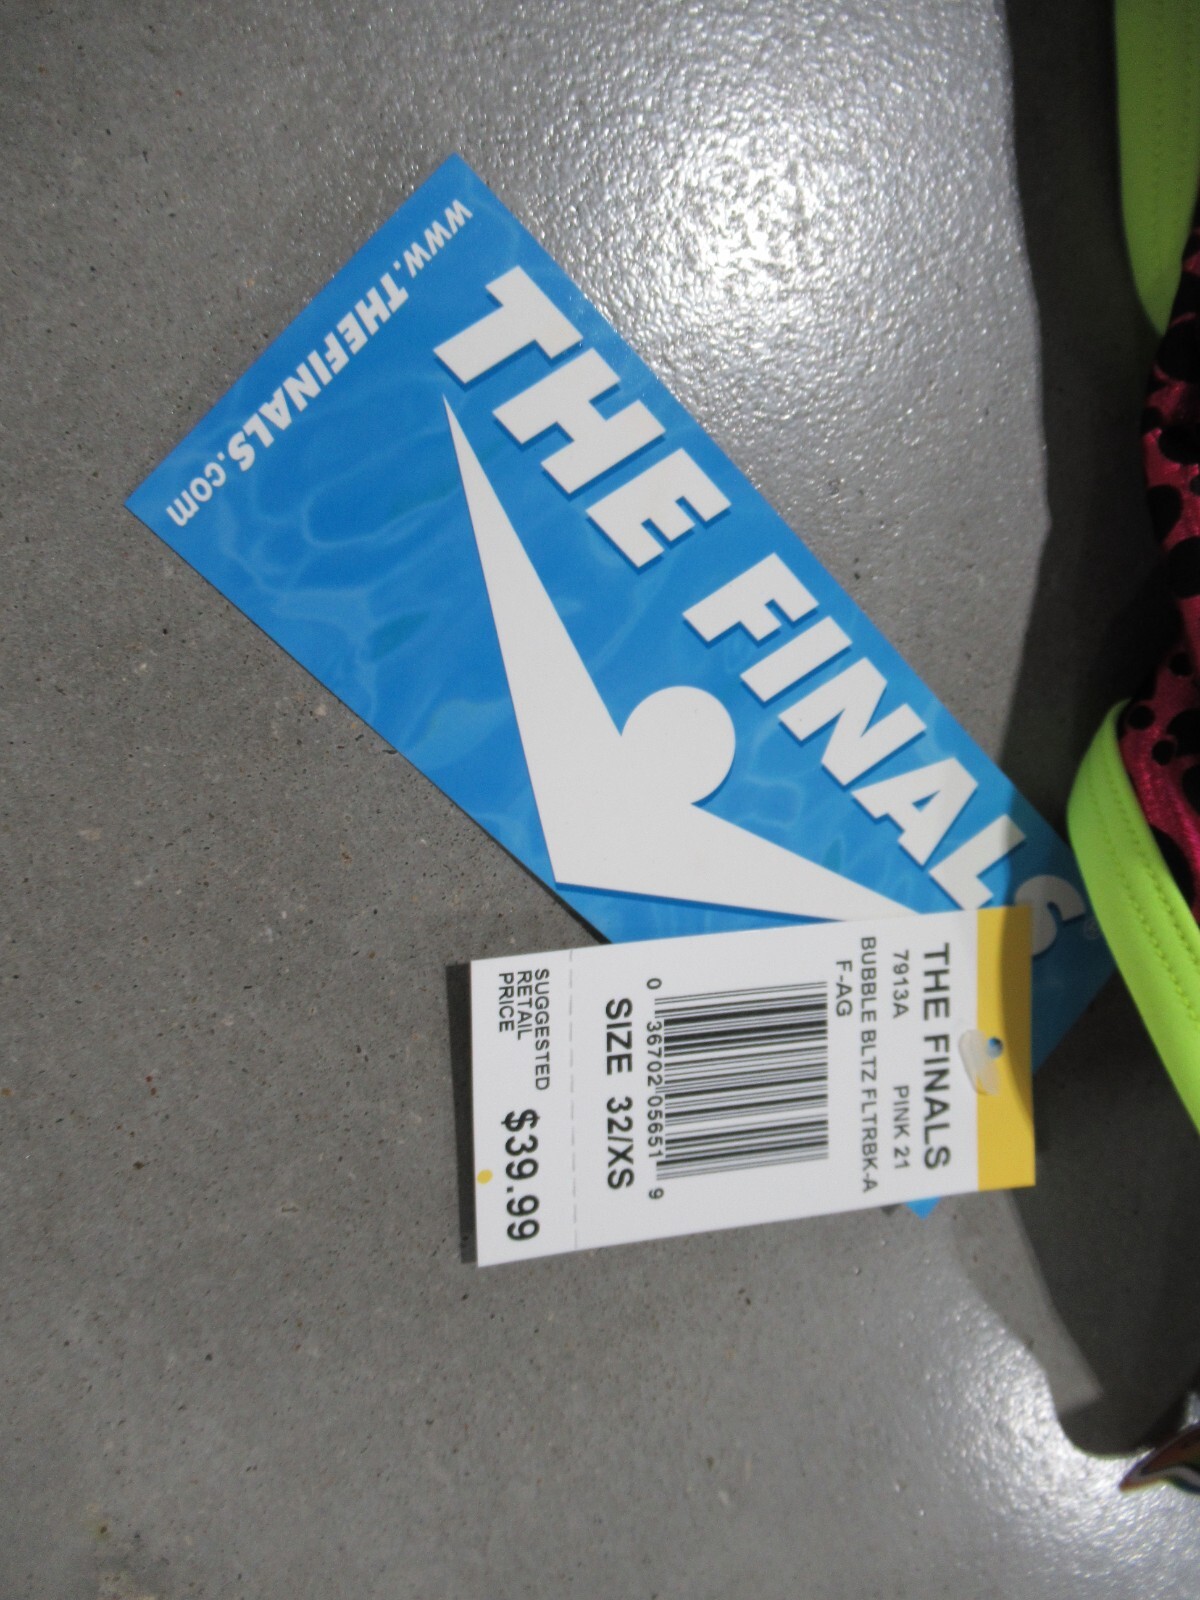 THE FINALS
www.THEFINALS.com
THE FINALS
7913A PINK 21
BUBBLE BLTZ FLTRBK-A
F-AG
0 36702 05651 9
SIZE 32/XS
SUGGESTED
RETAIL
PRICE
$39.99